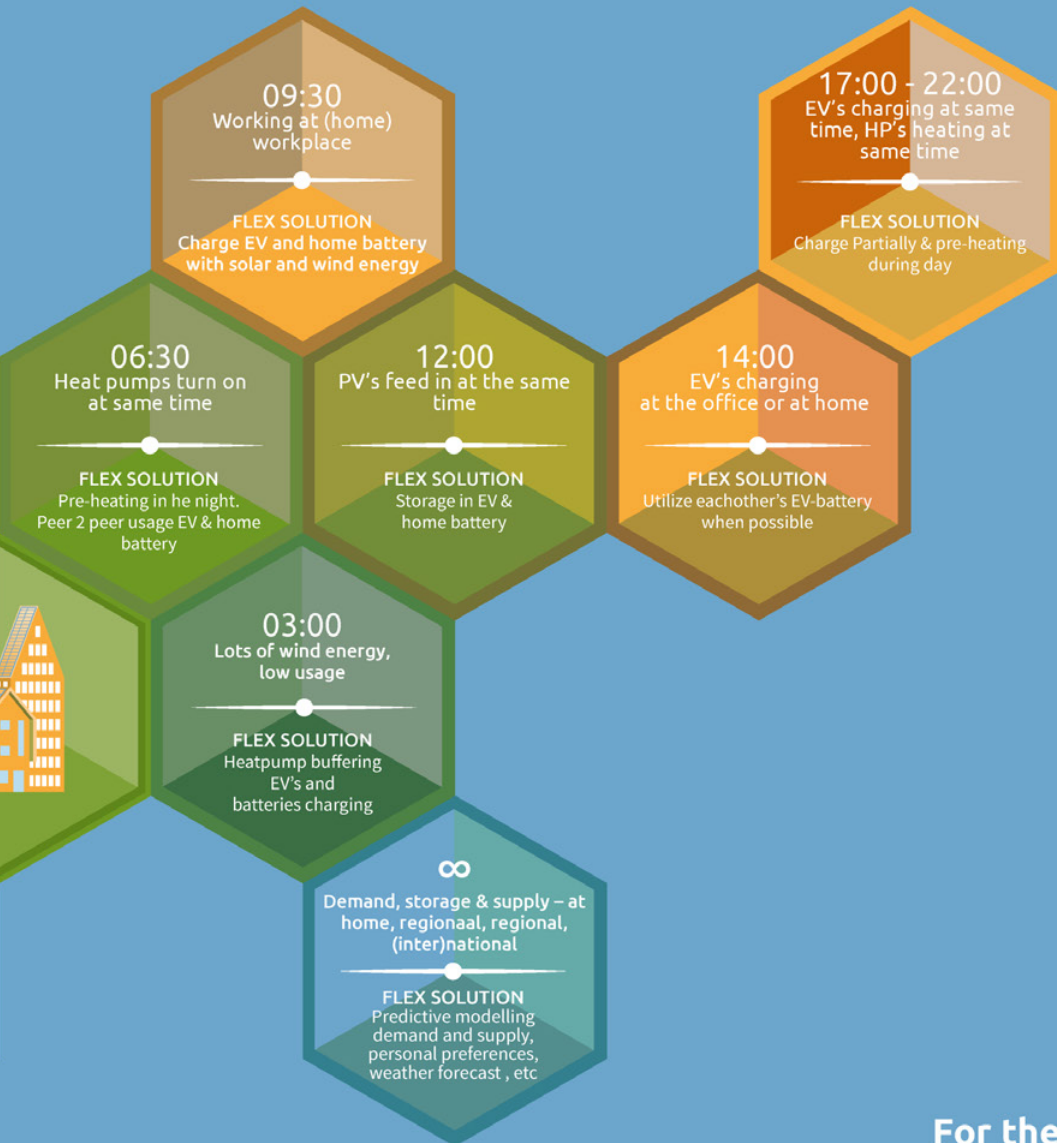 09:30
Working at (home)
workplace
FLEX SOLUTION
Charge EV and home battery
with solar and wind energy
17:00 - 22:00
EV's charging at same
time, HP's heating at
same time
FLEX SOLUTION
Charge Partially & pre-heating
during day
06:30
Heat pumps turn on
at same time
FLEX SOLUTION
Pre-heating in he night.
Peer 2 peer usage EV & home
battery
12:00
PV's feed in at the same
time
FLEX SOLUTION
Storage in EV &
home battery
14:00
EV's charging
at the office or at home
FLEX SOLUTION
Utilize eachother's EV-battery
when possible
03:00
Lots of wind energy,
low usage
FLEX SOLUTION
Heatpump buffering
EV's and
batteries charging
∞
Demand, storage & supply – at
home, regionaal, regional,
(inter)national
FLEX SOLUTION
Predictive modelling
demand and supply,
personal preferences,
weather forecast , etc
For the